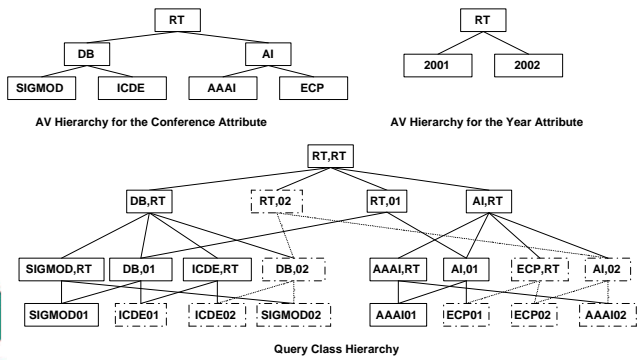 RT
RT
DB
AI
2001
2002
SIGMOD
ICDE
AAAI
ECP
AV Hierarchy for the Conference Attribute
AV Hierarchy for the Year Attribute
RT,RT
DB,RT
RT,02
RT,01
AI,RT
SIGMOD,RT
DB,01
ICDE,RT
DB,02
AAAI,RT
AI,01
ECP,RT
AI,02
SIGMOD01
ICDE01
ICDE02
SIGMOD02
AAAI01
ECP01
ECP02
AAAI02
Query Class Hierarchy